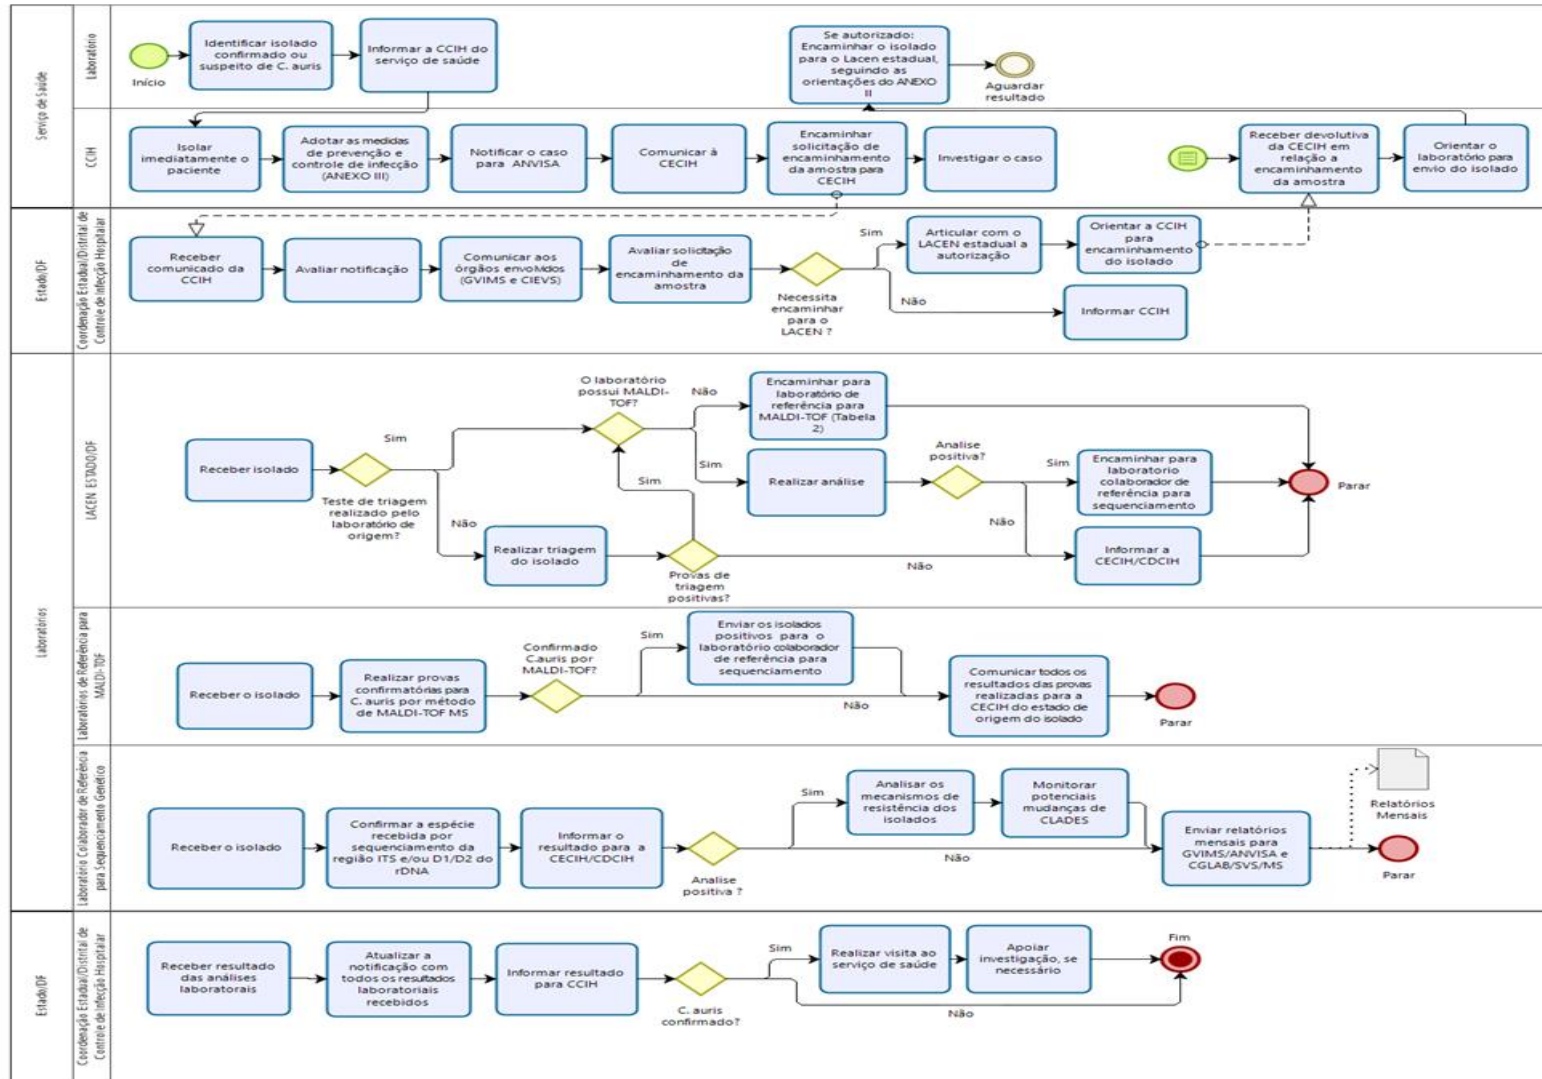 Serviço de Saúde
Laboratório
Início
Identificar isolado
confirmado ou
suspeito de C. auris
Informar a CCIH do
serviço de saúde
Se autorizado:
Encaminhar o isolado
para o Lacen estadual,
seguindo as
orientações do ANEXO
II
Aguardar
resultado
CCIH
Isolar
imediatamente o
paciente
Adotar as medidas
de prevenção e
controle de infecção
(ANEXO III)
Notificar o caso
para ANVISA
Comunicar à
CECIH
Encaminhar
solicitação de
encaminhamento
da amostra para
CECIH
Investigar o caso
Receber devolutiva
da CECIH em
relação a
encaminhamento
da amostra
Orientar o
laboratório para
envio do isolado
Estado/DF
Coordenação Estadual/Distrital de
Controle de Infecção Hospitalar
Receber
comunicado da
CCIH
Avaliar notificação
Comunicar aos
órgãos envolvidos
(GVIMS e CIEVS)
Avaliar solicitação
de
encaminhamento da
amostra
Necessita
encaminhar
para o
LACEN ?
Sim
Articular com o
LACEN estadual a
autorização
Orientar a CCIH
para
encaminhamento
do isolado
Não
Informar CCIH
Laboratórios
LACEN ESTADO/DF
Receber isolado
Teste de triagem
realizado pelo
laboratório de
origem?
Sim
Não
Realizar triagem
do isolado
Provas de
triagem
positivas?
Sim
Não
O laboratório
possui MALDI-
TOF?
Não
Encaminhar para
laboratório de
referência para
MALDI-TOF (Tabela
2)
Sim
Realizar análise
Analise
positiva?
Sim
Encaminhar para
laboratorio
colaborador de
referência para
sequenciamento
Não
Informar a
CECIH/CDCIH
Parar
Laboratórios de Referência para
MALDI-TOF
Receber o isolado
Realizar provas
confirmatórias para
C. auris por método
de MALDI-TOF MS
Confirmado
C.auris por
MALDI-TOF?
Sim
Enviar os isolados
positivos para o
laboratório colaborador
de referência para
sequenciamento
Não
Comunicar todos os
resultados das provas
realizadas para a
CECIH do estado de
origem do isolado
Parar
Laboratório Colaborador de Referência
para Sequenciamento Genético
Receber o isolado
Confirmar a espécie
recebida por
sequenciamento da
região ITS e/ou D1/D2 do
rDNA
Informar o
resultado para a
CECIH/CDCIH
Analise
positiva ?
Sim
Analisar os
mecanismos de
resistência dos
isolados
Monitorar
potenciais
mudanças de
CLADES
Não
Enviar relatórios
mensais para
GVIMS/ANVISA e
CGLAB/SVS/MS
Relatórios
Mensais
Parar
Estado/DF
Coordenação Estadual/Distrital de
Controle de Infecção Hospitalar
Receber resultado
das análises
laboratorais
Atualizar a
notificação com
todos os resultados
laboratoriais
recebidos
Informar resultado
para CCIH
C. auris
confirmado?
Sim
Realizar visita ao
serviço de saúde
Apoiar
investigação, se
necessário
Não
Fim